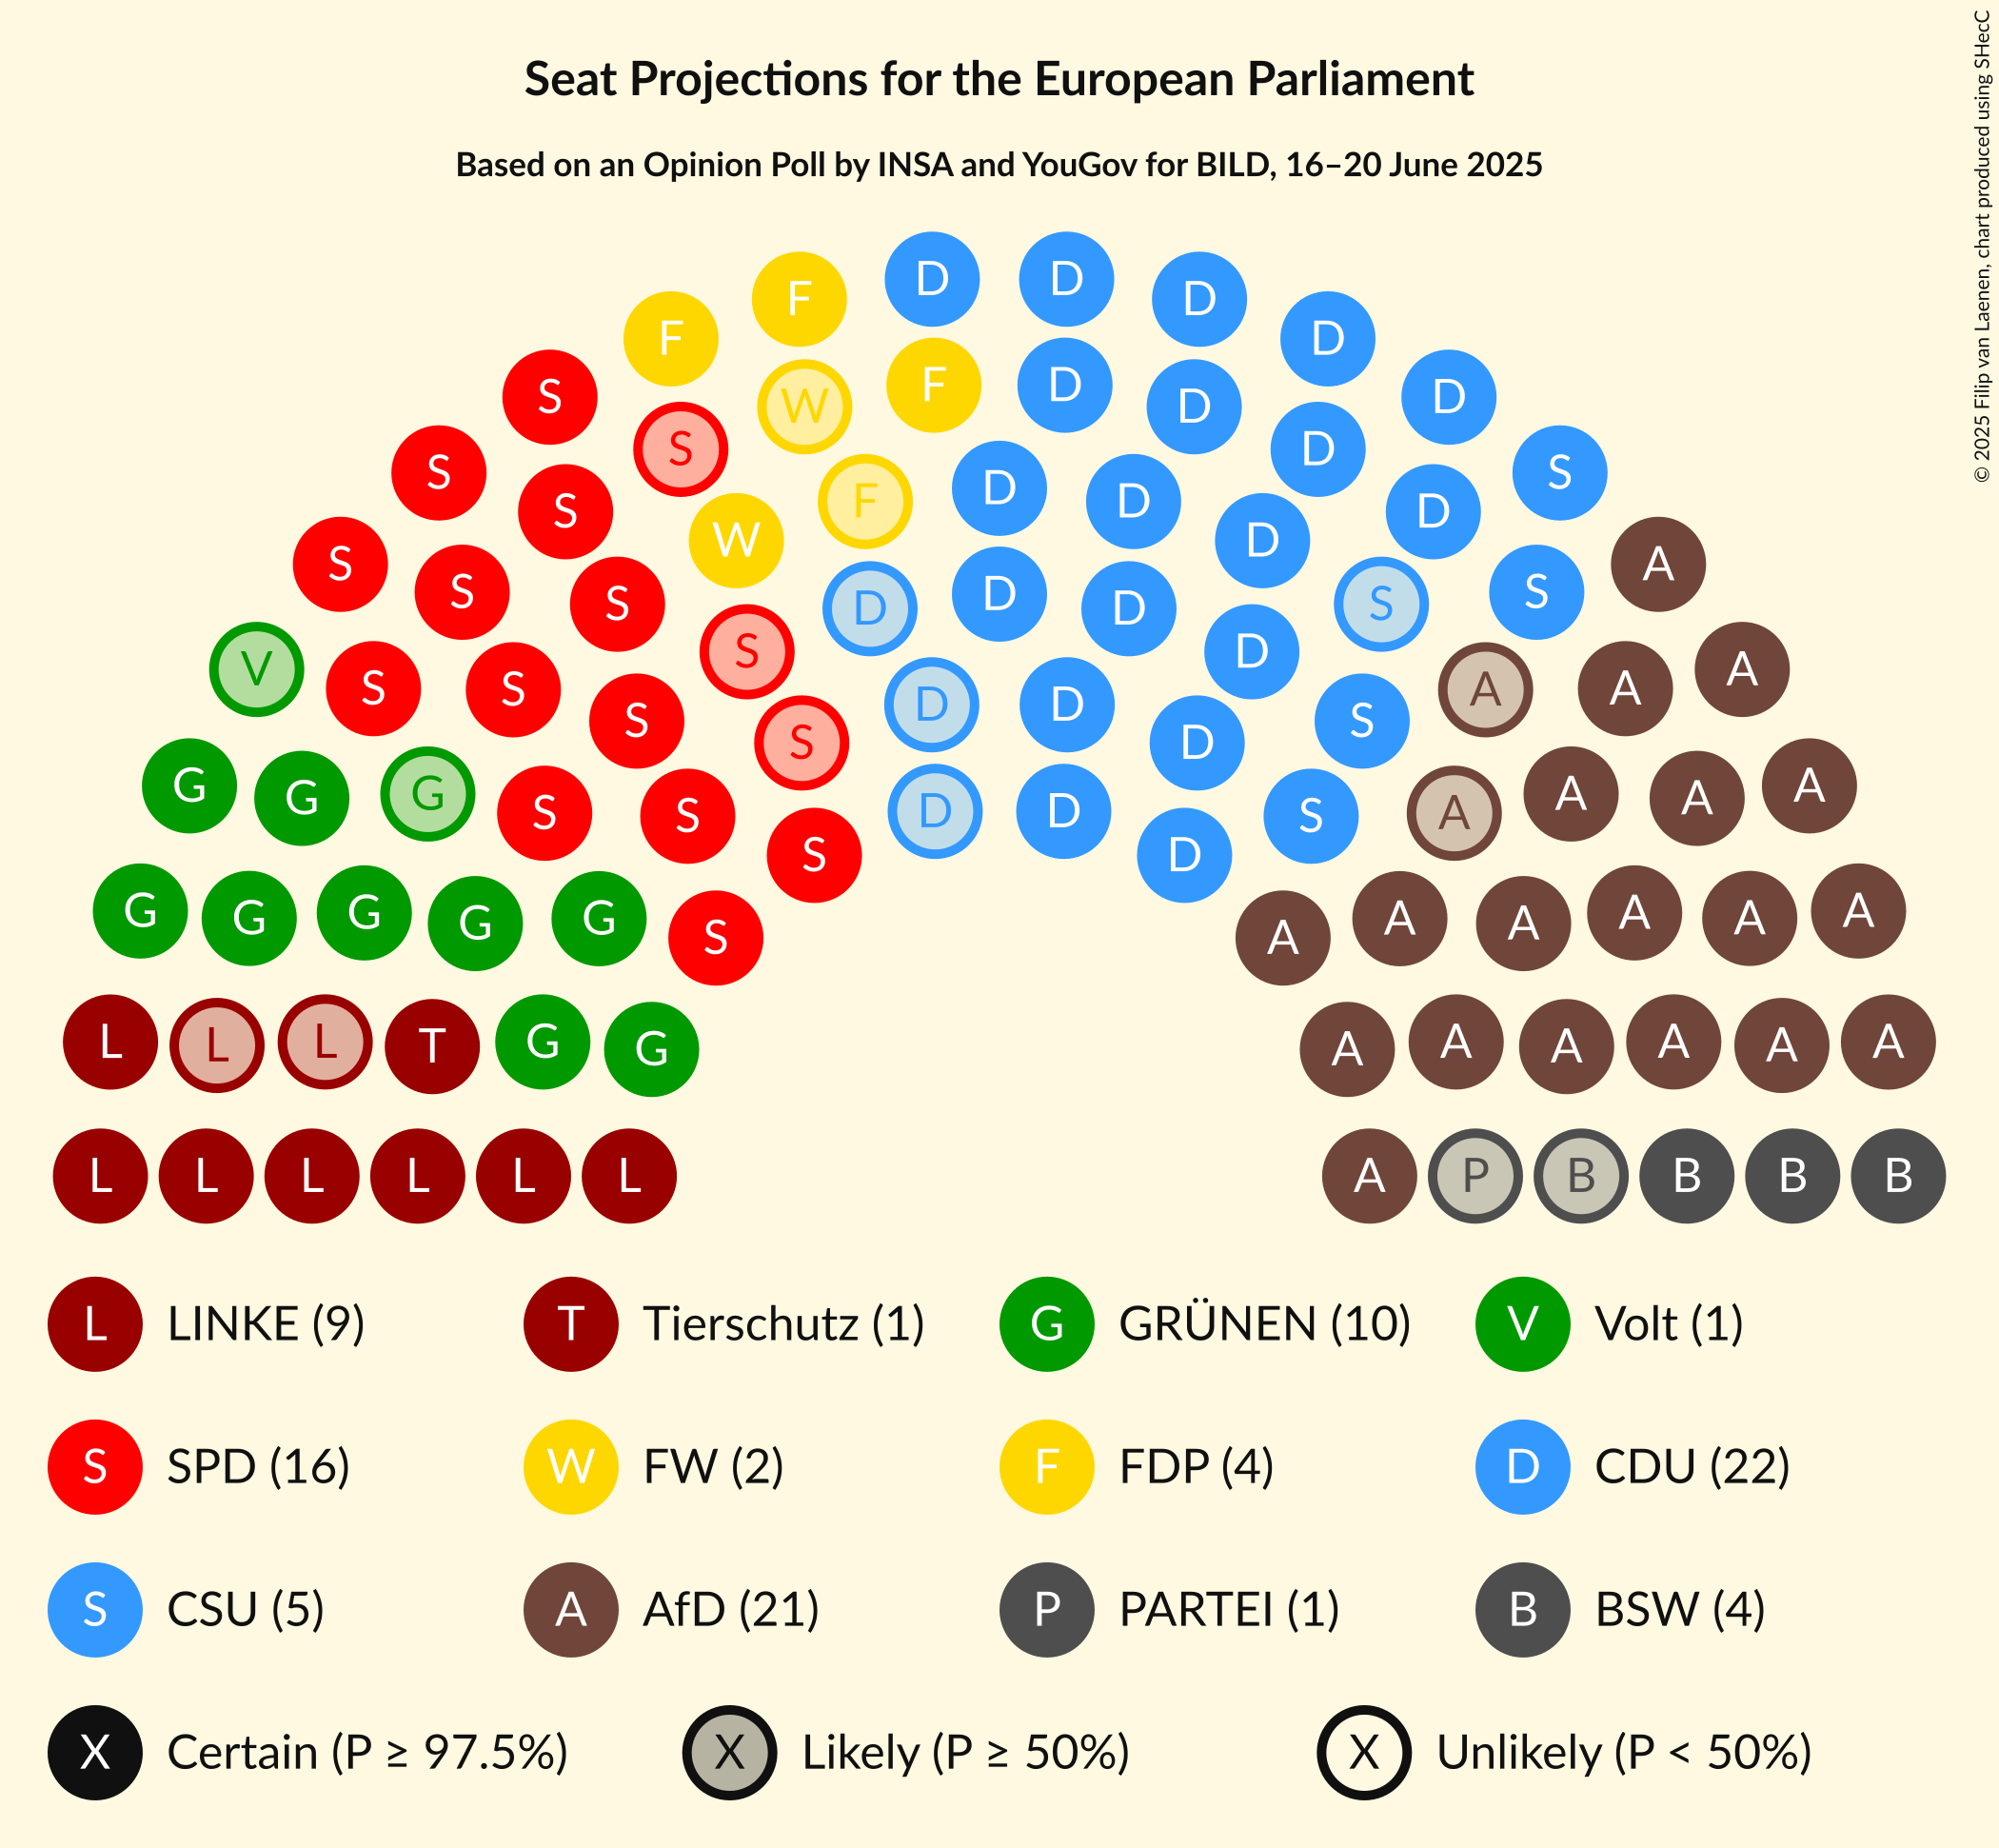 © 2025 Filip van Laenen, chart produced using SHecC
Seat Projections for the European Parliament
Based on an Opinion Poll by INSA and YouGov for BILD, 16–20 June 2025
D D
F D
F D
F D
S D
W D
S D
S S
D
F D
S D
W D
S A
S D S
S D D S
S D
V A
S S A A
D D
S S
S D
G A
G G A A
S S D D S A
S D
G G G G G A A A A A
S A
L L L T G G A A A A A A
L L L L L L A P B B B B
L LINKE (9) T Tierschutz (1) G GRÜNEN (10) V Volt (1)
S SPD (16) W FW (2) F FDP (4) D CDU (22)
S CSU (5) A AfD (21) P PARTEI (1) B BSW (4)
X Certain (P ≥ 97.5%) X Likely (P ≥ 50%) X Unlikely (P < 50%)